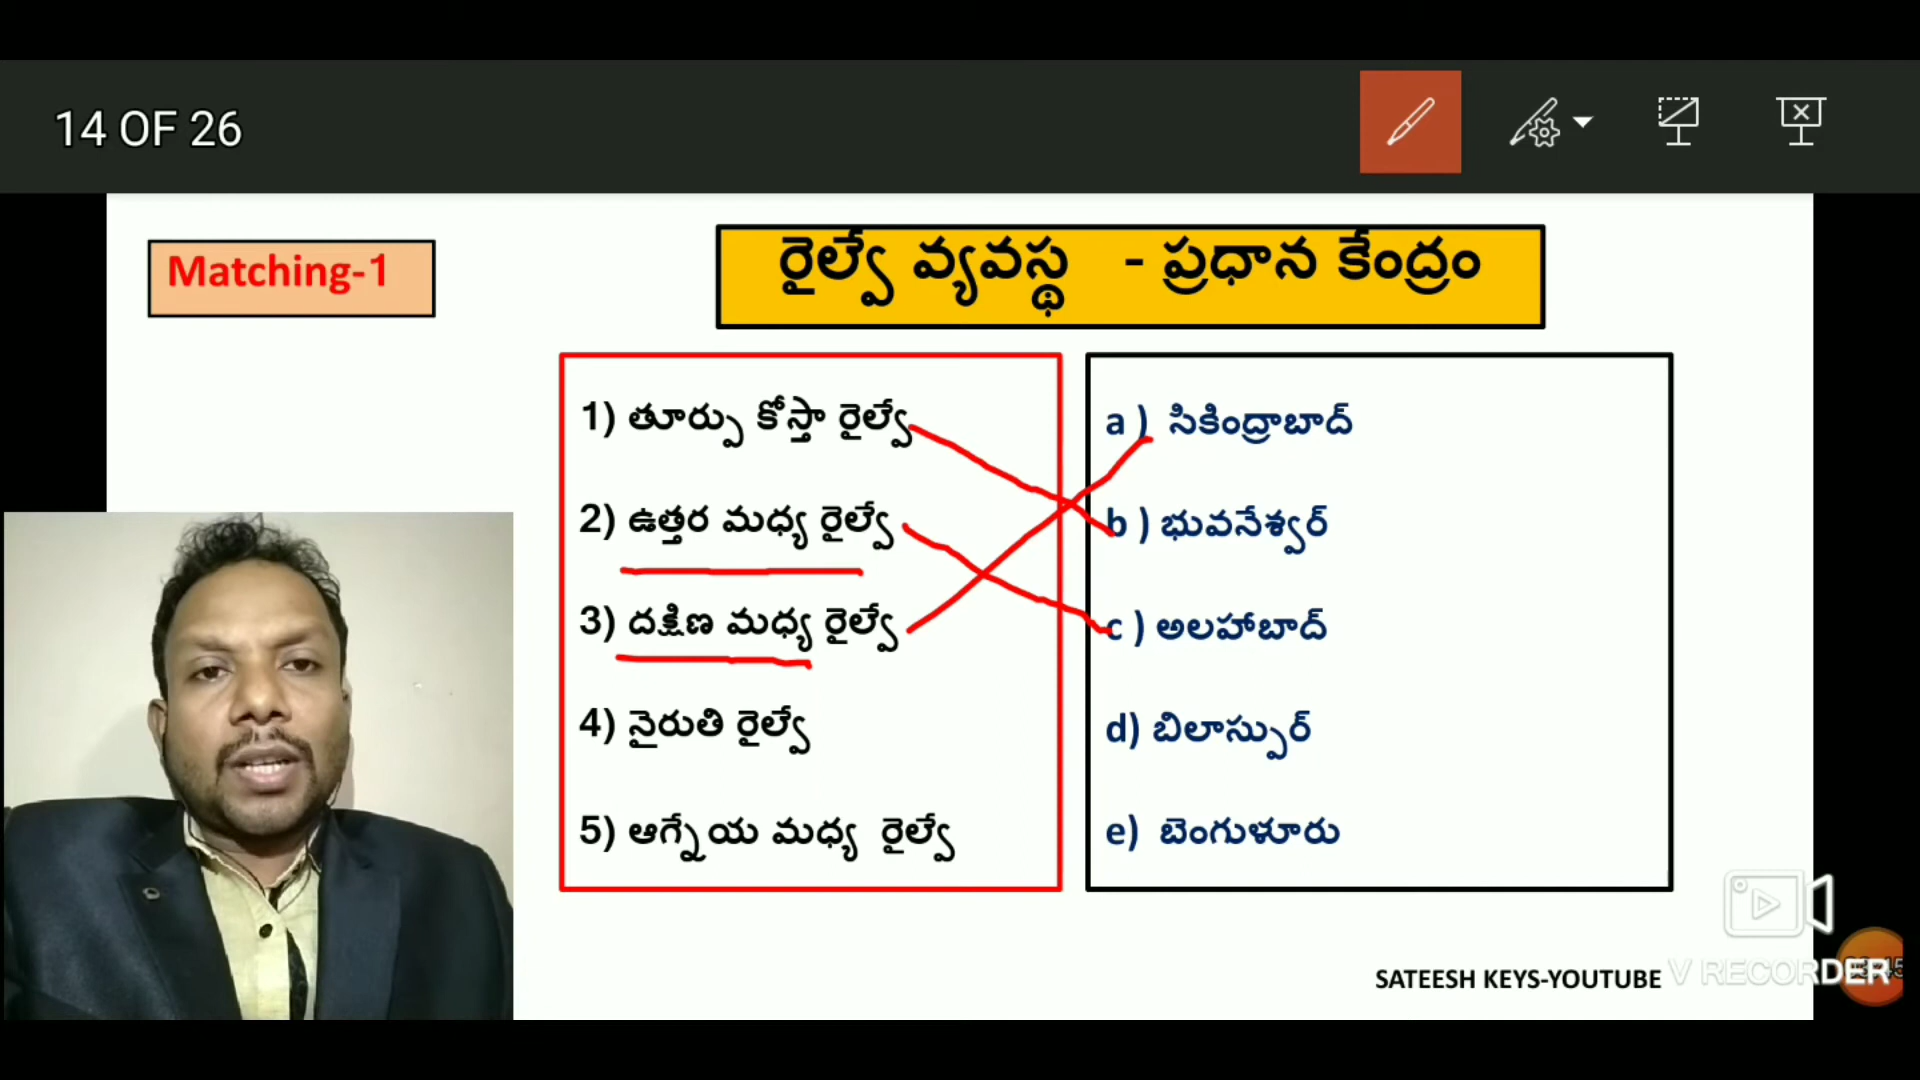 14 OF 26
Matching-1
రైల్వే వ్యవస్థ - ప్రధాన కేంద్రం
1) తూర్పు కోస్తా రైల్వే
2) ఉత్తర మధ్య రైల్వే
3) దక్షిణ మధ్య రైల్వే
4) నైరుతి రైల్వే
5) ఆగ్నేయ మధ్య రైల్వే
a ) సికింద్రాబాద్
b ) భువనేశ్వర్
c ) అలహాబాద్
d) బిలాస్పుర్
e) బెంగుళూరు
SATEESH KEYS-YOUTUBE
V RECORDER